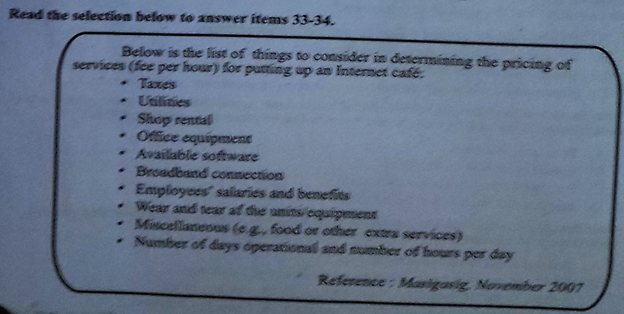 Read the selection below to answer items 33-34.
Below is the list of things to consider in determining the pricing of
services (fee per hour) for putting up an Internet café.
• Taxes
• Utilities
• Shop rental
• Office equipment
• Available software
• Broadband connection
• Employees' salaries and benefits
• Wear and tear of the units/equipment
• Miscellaneous (e.g., food or other extra services)
• Number of days operational and number of hours per day
Reference : Masigasig, November 2007